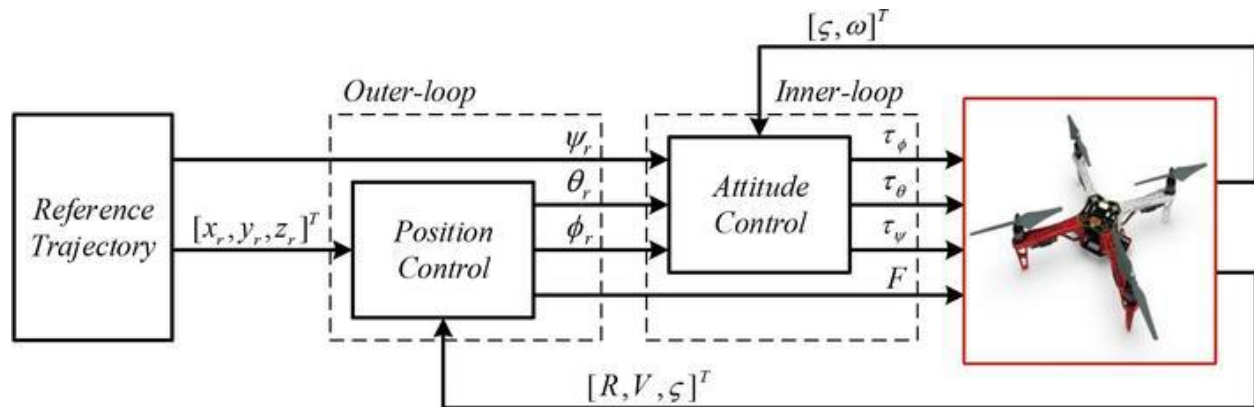 [ς, ω]^T
Outer-loop
Inner-loop
ψ_r
τ_ϕ
Reference
Trajectory
θ_r
Attitude
Control
τ_θ
[x_r, y_r, z_r]^T
Position
Control
ϕ_r
τ_ψ
F
[R, V, ς]^T